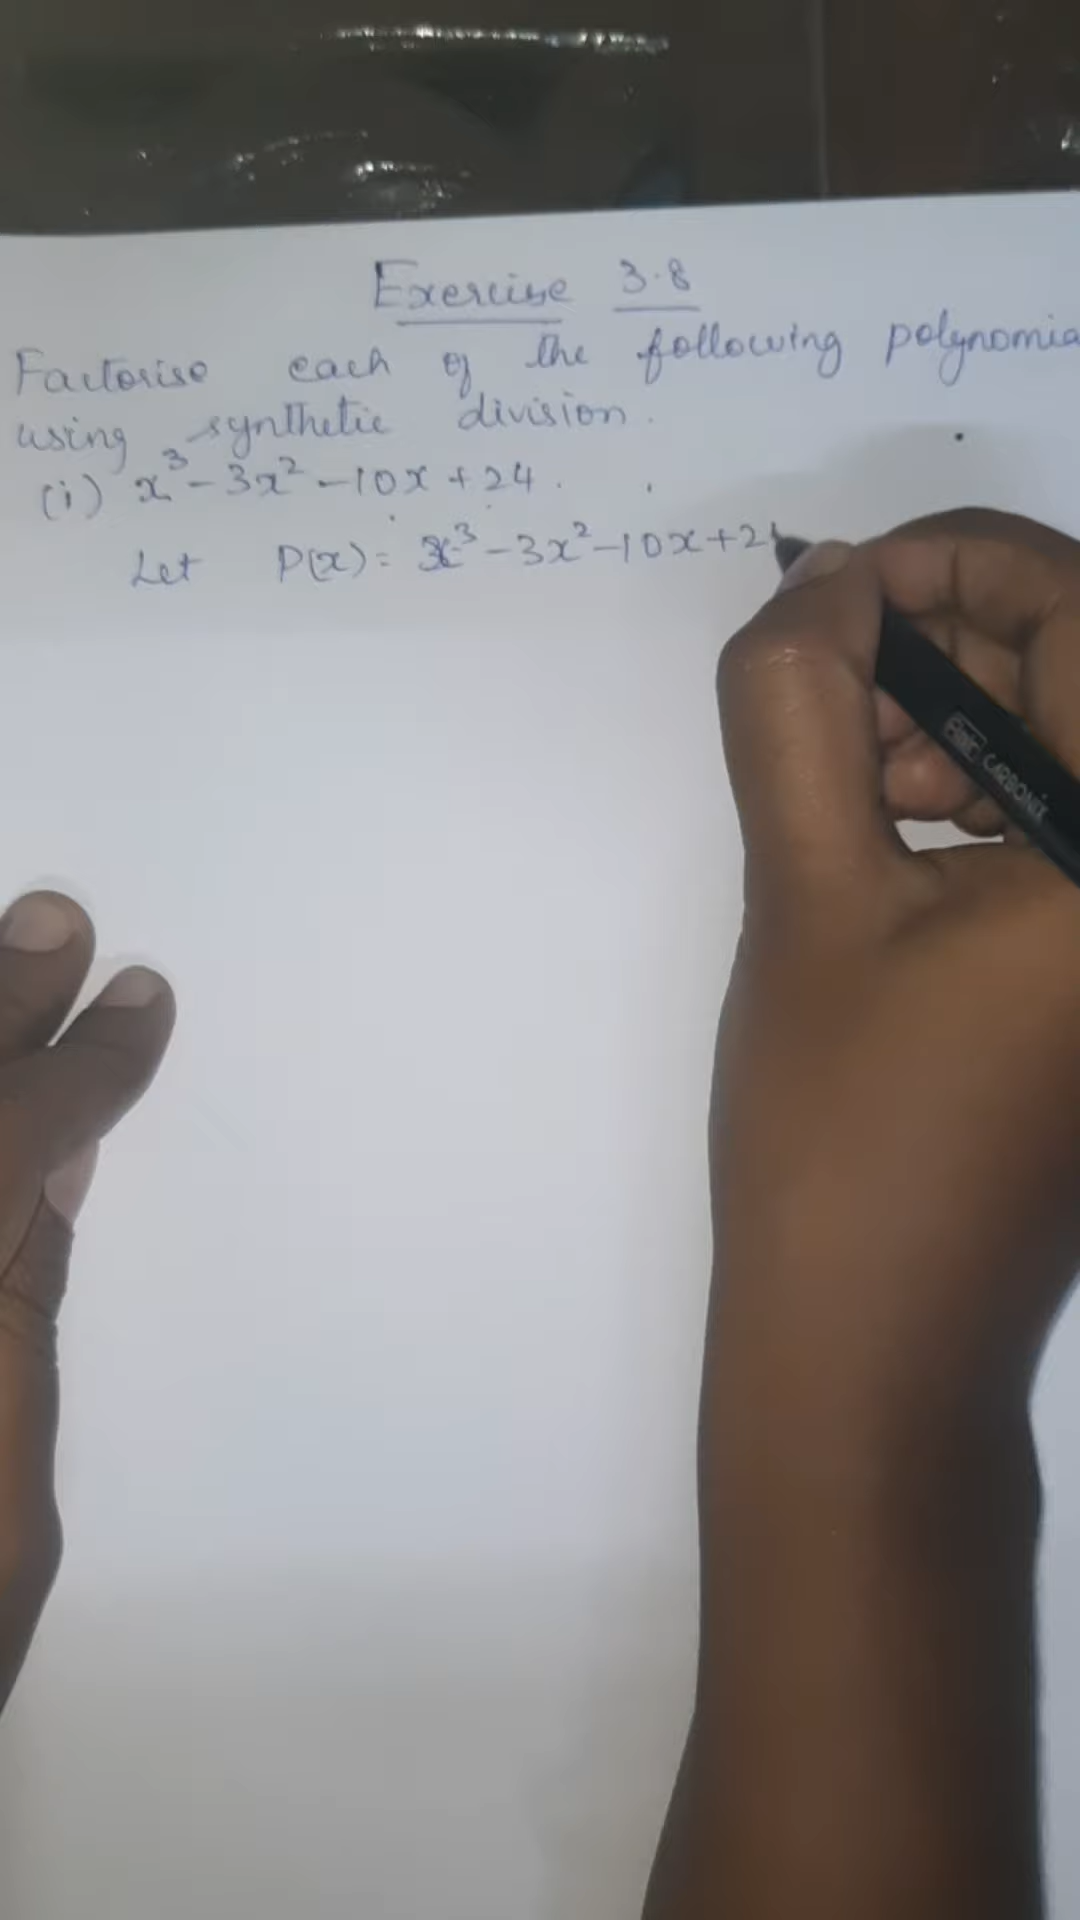 Exercise 3.8
Factorise each of the following polynomia
using synthetic division.
(i) x³ - 3x² - 10x + 24.
Let P(x) = x³ - 3x² - 10x + 24
CARBONIX